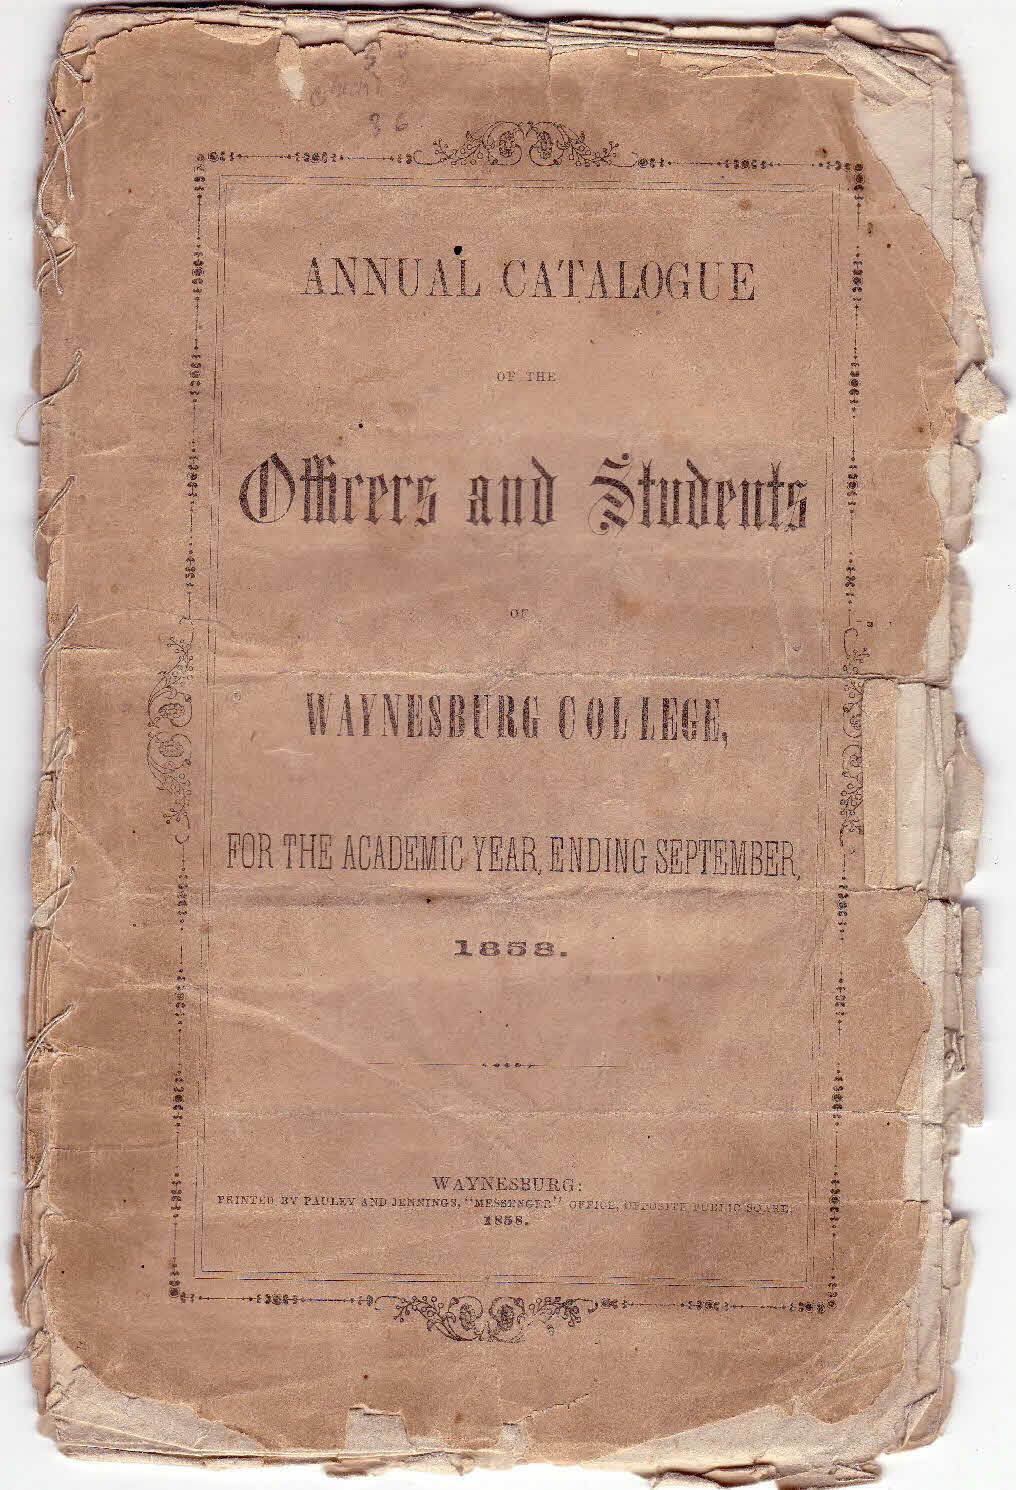 ANNUAL CATALOGUE
OF THE
Officers and Students
OF
WAYNESBURG COLLEGE,
FOR THE ACADEMIC YEAR, ENDING SEPTEMBER,
1858.
WAYNESBURG:
PRINTED BY PAULEY AND JENNINGS, "MESSENGER" OFFICE, OPPOSITE PUBLIC SQARE.
1858.